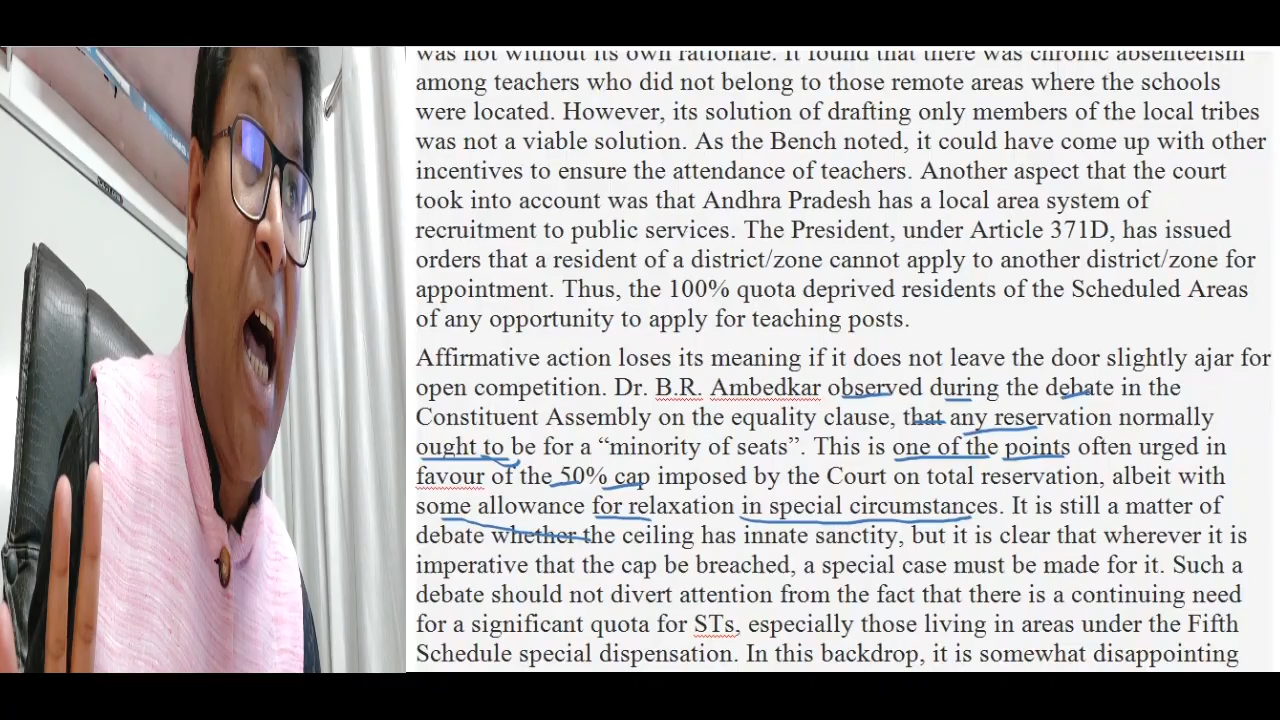 was not without its own rationale. It found that there was chronic absenteeism
among teachers who did not belong to those remote areas where the schools
were located. However, its solution of drafting only members of the local tribes
was not a viable solution. As the Bench noted, it could have come up with other
incentives to ensure the attendance of teachers. Another aspect that the court
took into account was that Andhra Pradesh has a local area system of
recruitment to public services. The President, under Article 371D, has issued
orders that a resident of a district/zone cannot apply to another district/zone for
appointment. Thus, the 100% quota deprived residents of the Scheduled Areas
of any opportunity to apply for teaching posts.
Affirmative action loses its meaning if it does not leave the door slightly ajar for
open competition. Dr. B.R. Ambedkar observed during the debate in the
Constituent Assembly on the equality clause, that any reservation normally
ought to be for a “minority of seats”. This is one of the points often urged in
favour of the 50% cap imposed by the Court on total reservation, albeit with
some allowance for relaxation in special circumstances. It is still a matter of
debate whether the ceiling has innate sanctity, but it is clear that wherever it is
imperative that the cap be breached, a special case must be made for it. Such a
debate should not divert attention from the fact that there is a continuing need
for a significant quota for STs, especially those living in areas under the Fifth
Schedule special dispensation. In this backdrop, it is somewhat disappointing